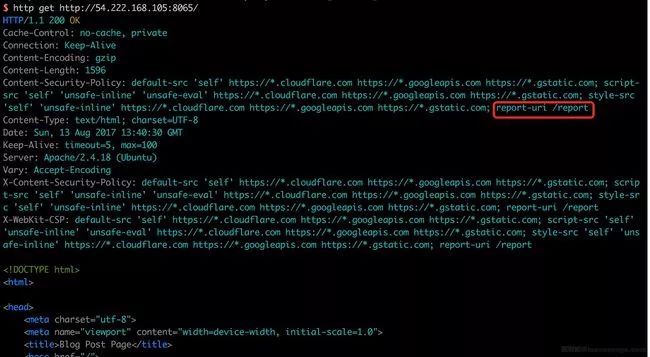 $ http get http://54.222.168.105:8065/
HTTP/1.1 200 OK
Cache-Control: no-cache, private
Connection: Keep-Alive
Content-Encoding: gzip
Content-Length: 1596
Content-Security-Policy: default-src 'self' https://*.cloudflare.com https://*.googleapis.com https://*.gstatic.com; script-
src 'self' 'unsafe-inline' 'unsafe-eval' https://*.cloudflare.com https://*.googleapis.com https://*.gstatic.com; style-src
'self' 'unsafe-inline' https://*.cloudflare.com https://*.googleapis.com https://*.gstatic.com; report-uri /report
Content-Type: text/html; charset=UTF-8
Date: Sun, 13 Aug 2017 13:40:30 GMT
Keep-Alive: timeout=5, max=100
Server: Apache/2.4.18 (Ubuntu)
Vary: Accept-Encoding
X-Content-Security-Policy: default-src 'self' https://*.cloudflare.com https://*.googleapis.com https://*.gstatic.com; scrip
t-src 'self' 'unsafe-inline' 'unsafe-eval' https://*.cloudflare.com https://*.googleapis.com https://*.gstatic.com; style-sr
c 'self' 'unsafe-inline' https://*.cloudflare.com https://*.googleapis.com https://*.gstatic.com; report-uri /report
X-WebKit-CSP: default-src 'self' https://*.cloudflare.com https://*.googleapis.com https://*.gstatic.com; script-src 'self'
'unsafe-inline' 'unsafe-eval' https://*.cloudflare.com https://*.googleapis.com https://*.gstatic.com; style-src 'self' 'uns
afe-inline' https://*.cloudflare.com https://*.googleapis.com https://*.gstatic.com; report-uri /report
<!DOCTYPE html>
<html>
<head>
<meta charset="utf-8">
<meta name="viewport" content="width=device-width, initial-scale=1.0">
<title>Blog Post Page</title>
<base href="/">